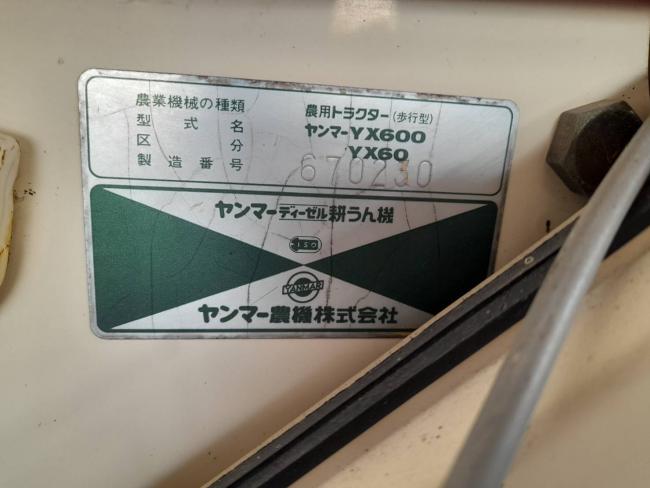 農業機械の種類 農用トラクター(歩行型)
型式名 ヤンマーYX600
区分 YX60
製造番号 670230
ヤンマーディーゼル耕うん機
ISO
YANMAR
ヤンマー農機株式会社